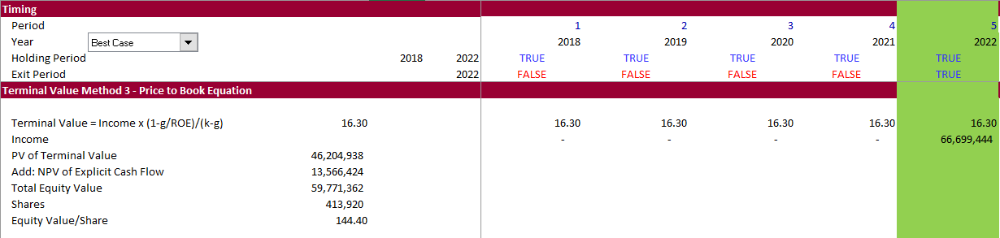 Timing
Period 1 2 3 4 5
Year Best Case 2018 2019 2020 2021 2022
Holding Period 2018 2022 TRUE TRUE TRUE TRUE TRUE
Exit Period 2022 FALSE FALSE FALSE FALSE TRUE
Terminal Value Method 3 - Price to Book Equation
Terminal Value = Income x (1-g/ROE)/(k-g) 16.30 16.30 16.30 16.30 16.30 16.30
Income - - - - 66,699,444
PV of Terminal Value 46,204,938
Add: NPV of Explicit Cash Flow 13,566,424
Total Equity Value 59,771,362
Shares 413,920
Equity Value/Share 144.40